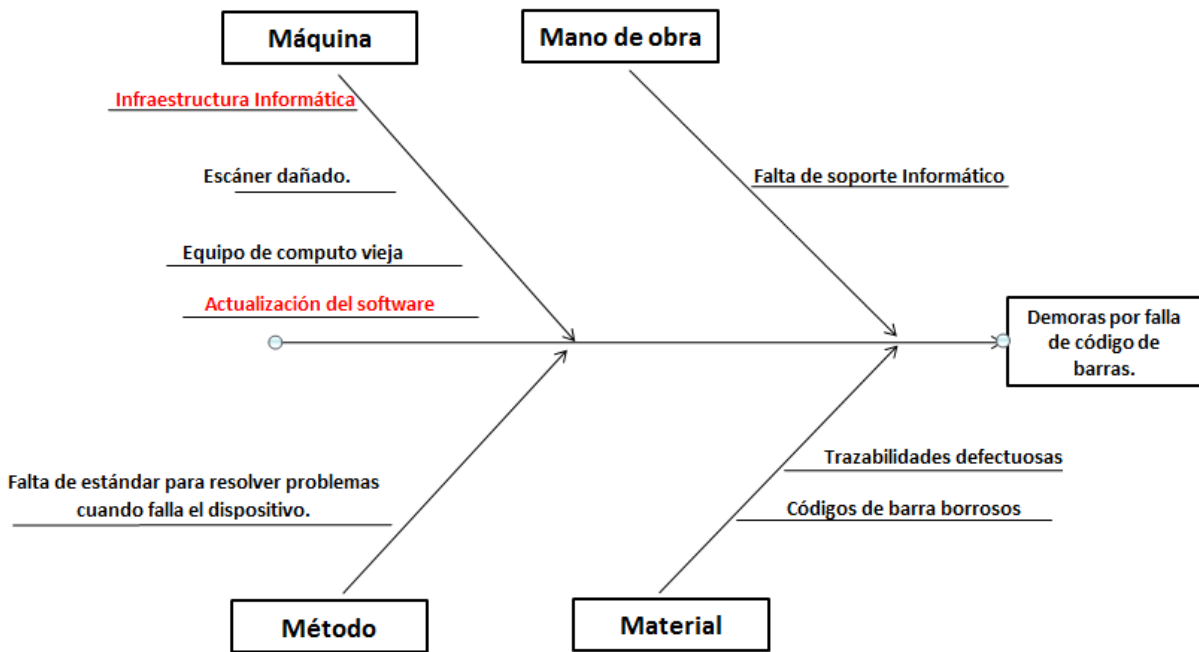 Máquina
Mano de obra
Infraestructura Informática
Escáner dañado.
Falta de soporte Informático
Equipo de computo vieja
Actualización del software
Demoras por falla
de código de
barras.
Trazabilidades defectuosas
Falta de estándar para resolver problemas
cuando falla el dispositivo.
Códigos de barra borrosos
Método
Material